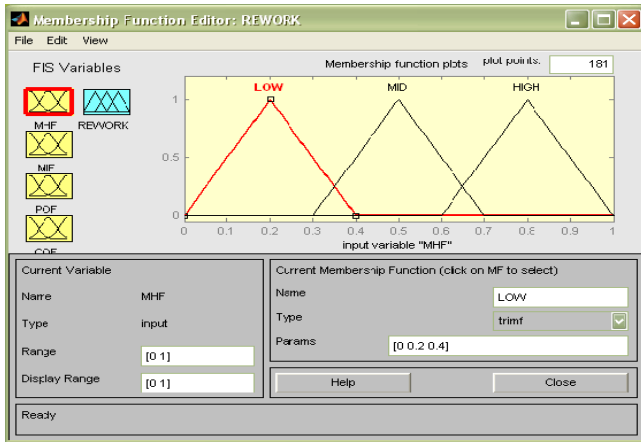 Membership Function Editor: REWORK
File Edit View
FIS Variables
MHF REWORK
MIF
POF
COF
Membership function plots plot points: 181
LOW MID HIGH
1
0.5
0
0 0.1 0.2 0.3 0.4 0.5 0.6 0.7 0.8 0.9 1
input variable "MHF"
Current Variable
Name MHF
Type input
Range [0 1]
Display Range [0 1]
Current Membership Function (click on MF to select)
Name LOW
Type trimf
Params [0 0.2 0.4]
Help Close
Ready